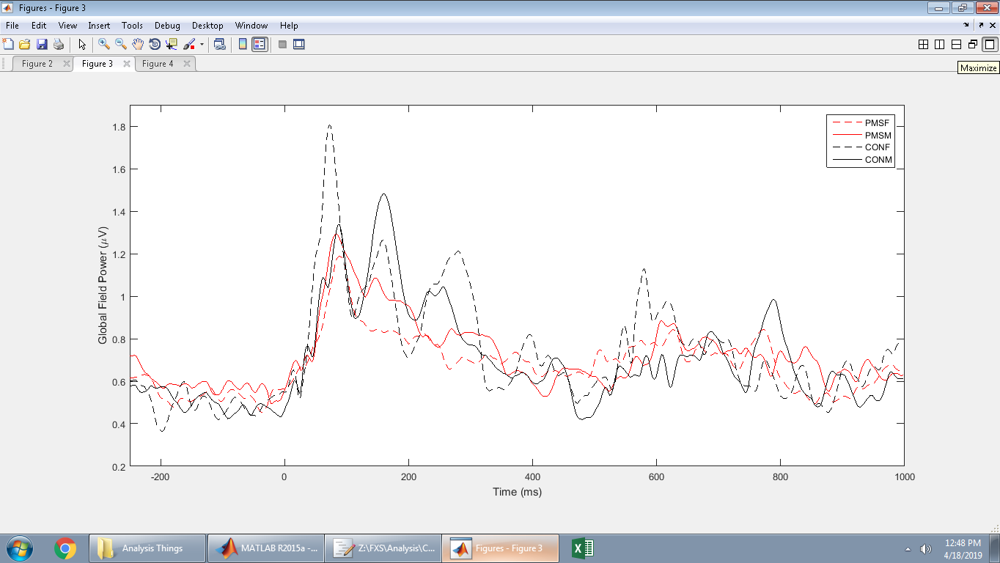 Figures - Figure 3
File Edit View Insert Tools Debug Desktop Window Help
Figure 2 Figure 3 Figure 4
Maximize
PMSF
PMSM
CONF
CONM
1.8
1.6
1.4
1.2
1
0.8
0.6
0.4
0.2
Global Field Power (μV)
-200 0 200 400 600 800 1000
Time (ms)
Analysis Things
MATLAB R2015a -...
Z:\FXS\Analysis\C...
Figures - Figure 3
12:48 PM
4/18/2019